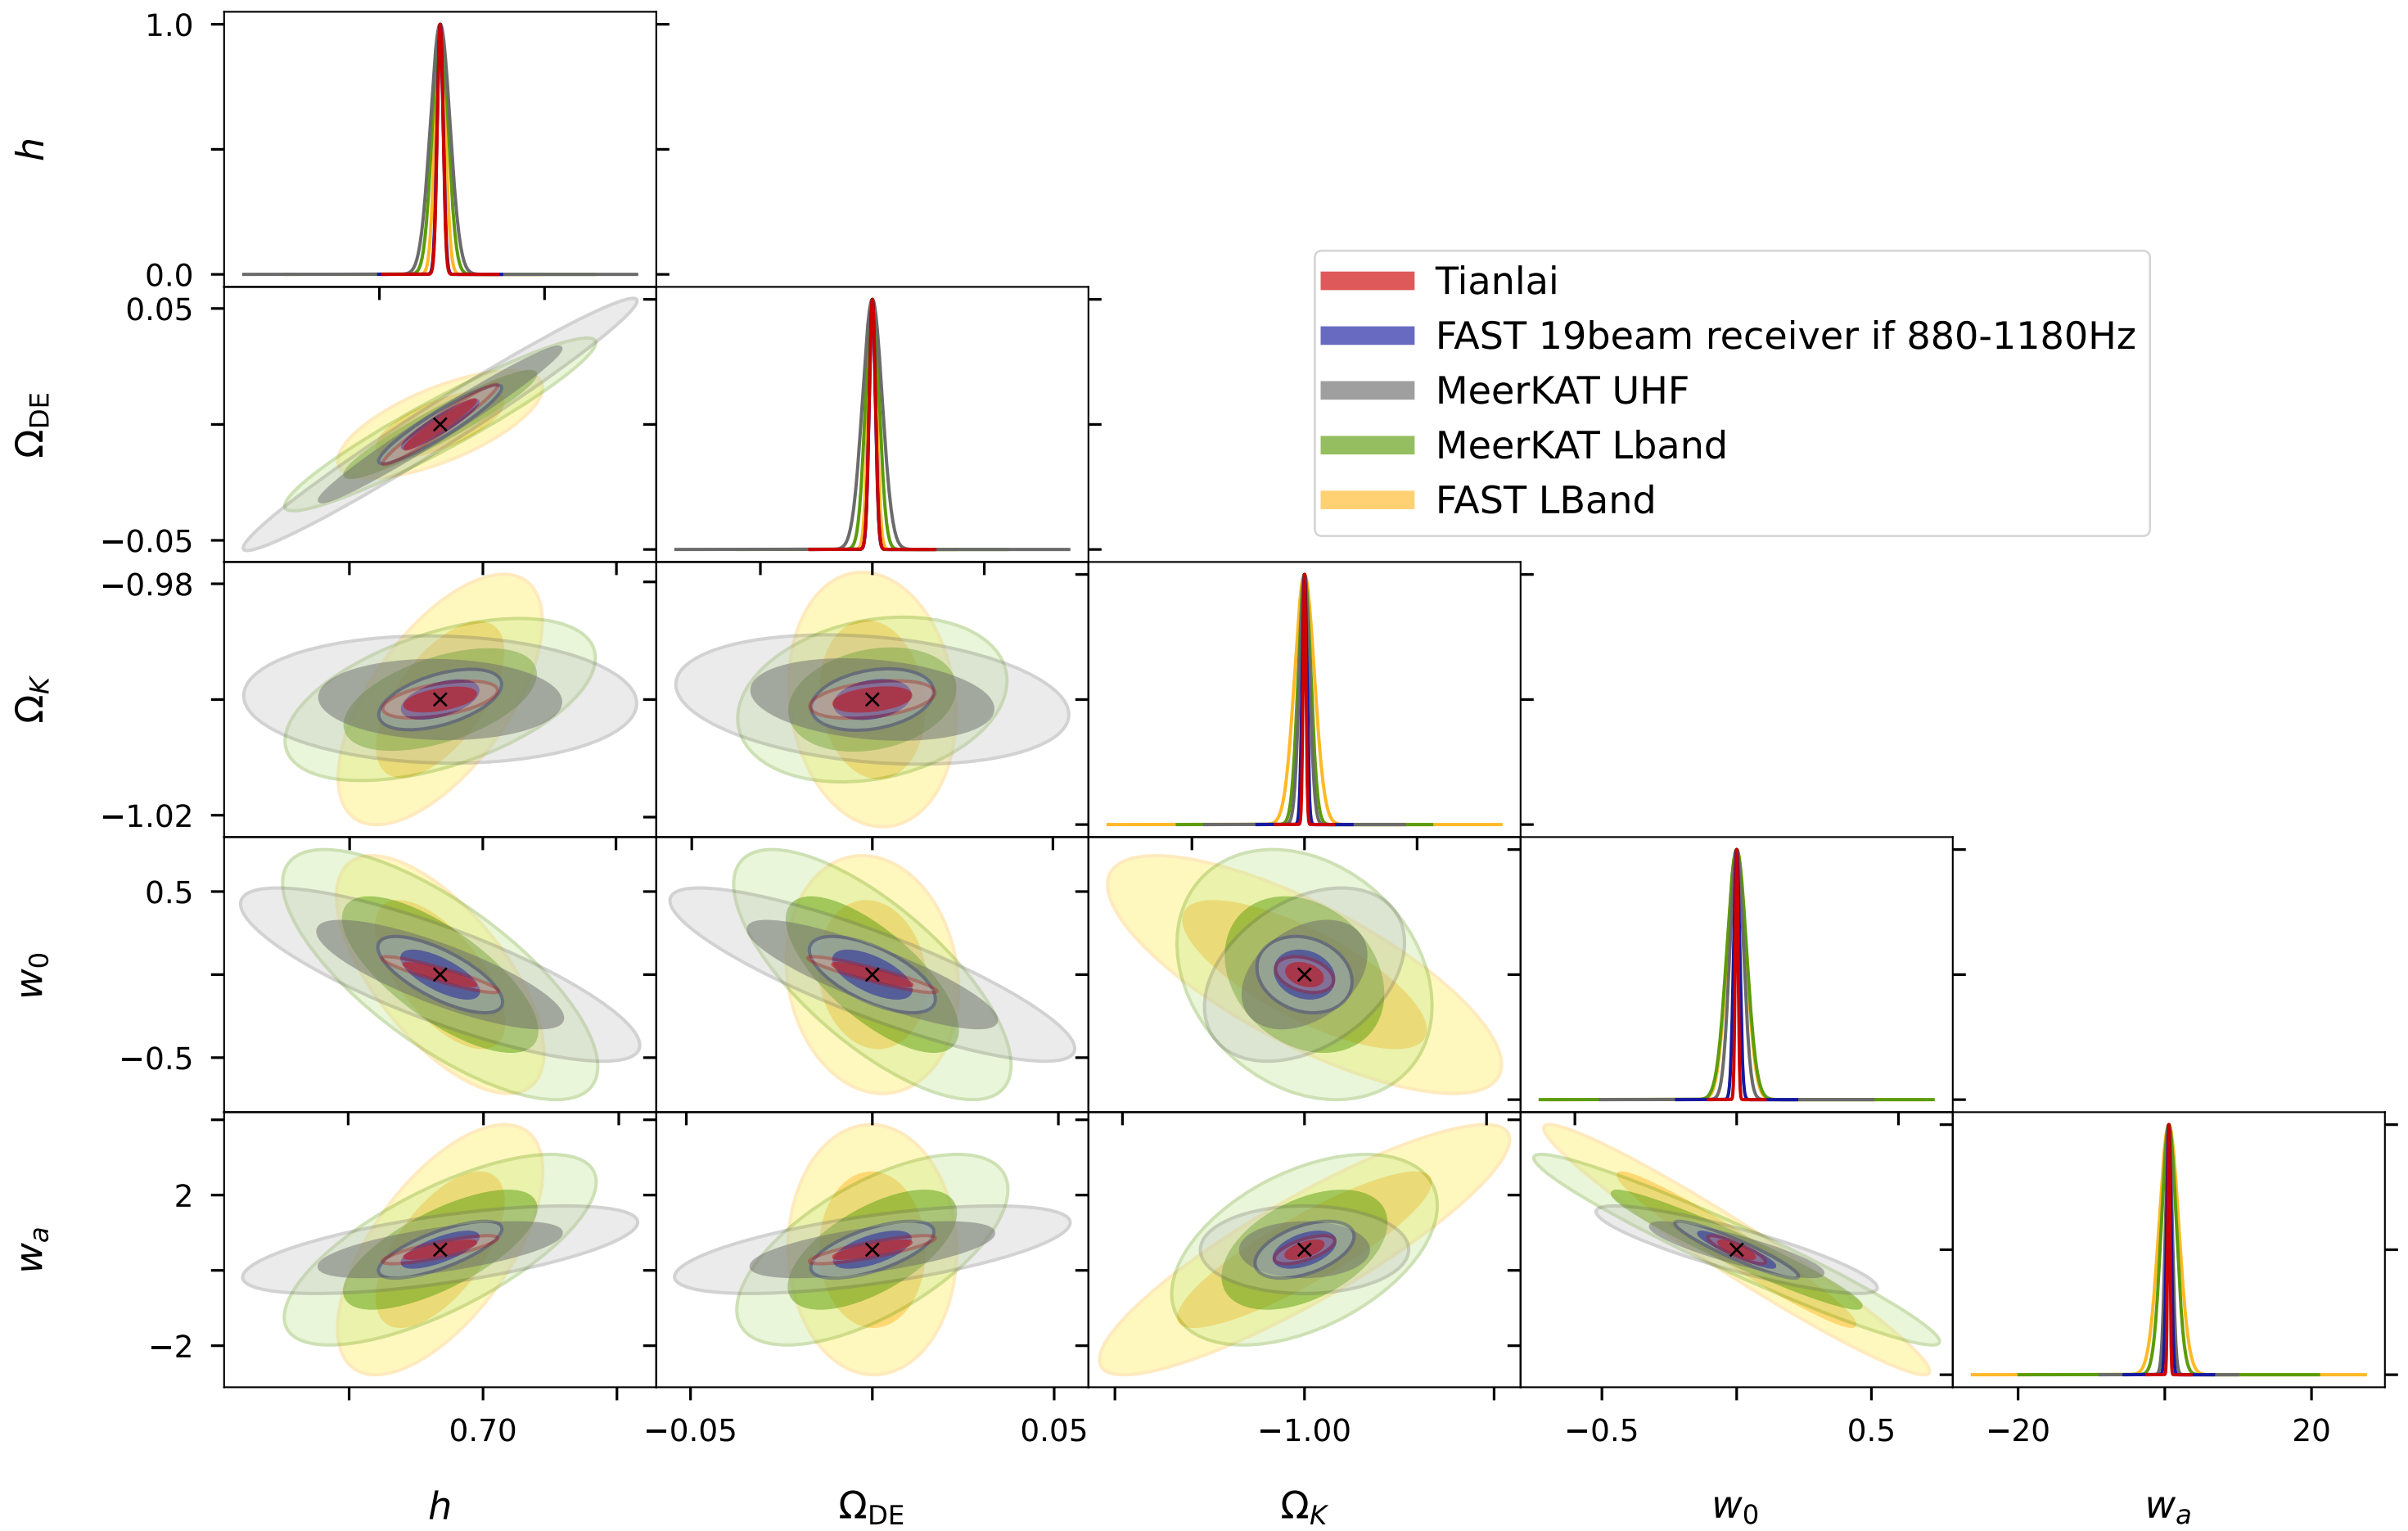 1.0
h
0.0
0.05
Ω_DE
−0.05
−0.98
Ω_K
−1.02
0.5
w_0
−0.5
2
w_a
−2
Tianlai
FAST 19beam receiver if 880-1180Hz
MeerKAT UHF
MeerKAT Lband
FAST LBand
0.70 −0.05 0.05 −1.00 −0.5 0.5 −20 20
h Ω_DE Ω_K w_0 w_a